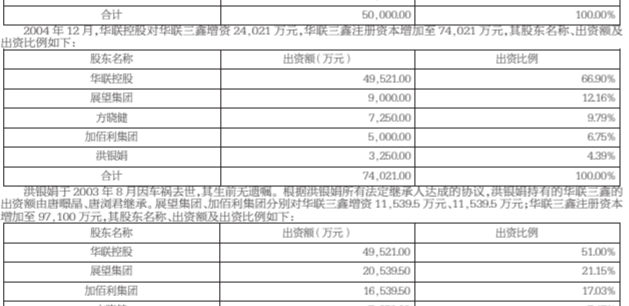 合计 50,000.00 100.00%
2004 年 12 月,华联控股对华联三鑫增资 24,021 万元,华联三鑫注册资本增加至 74,021 万元,其股东名称、出资额及
出资比例如下:
股东名称 出资额(万元) 出资比例
华联控股 49,521.00 66.90%
展望集团 9,000.00 12.16%
方晓健 7,250.00 9.79%
加佰利集团 5,000.00 6.75%
洪银娟 3,250.00 4.39%
合计 74,021.00 100.00%
洪银娟于 2003 年 8 月因车祸去世,其生前无遗嘱。根据洪银娟所有法定继承人达成的协议,洪银娟持有的华联三鑫的
出资额由唐曝晶、唐浏君继承。展望集团、加佰利集团分别对华联三鑫增资 11,539.5 万元、11,539.5 万元;华联三鑫注册资本
增加至 97,100 万元,其股东名称、出资额及出资比例如下:
股东名称 出资额(万元) 出资比例
华联控股 49,521.00 51.00%
展望集团 20,539.50 21.15%
加佰利集团 16,539.50 17.03%